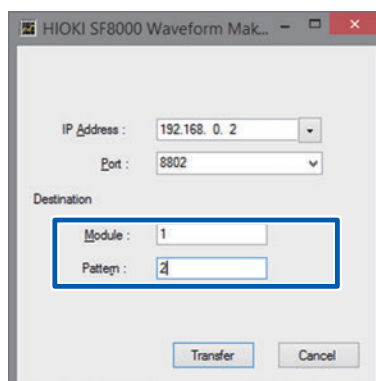 HIOKI SF8000 Waveform Mak...
IP Address : 192.168. 0. 2
Port : 8802
Destination
Module : 1
Pattern : 2
Transfer Cancel